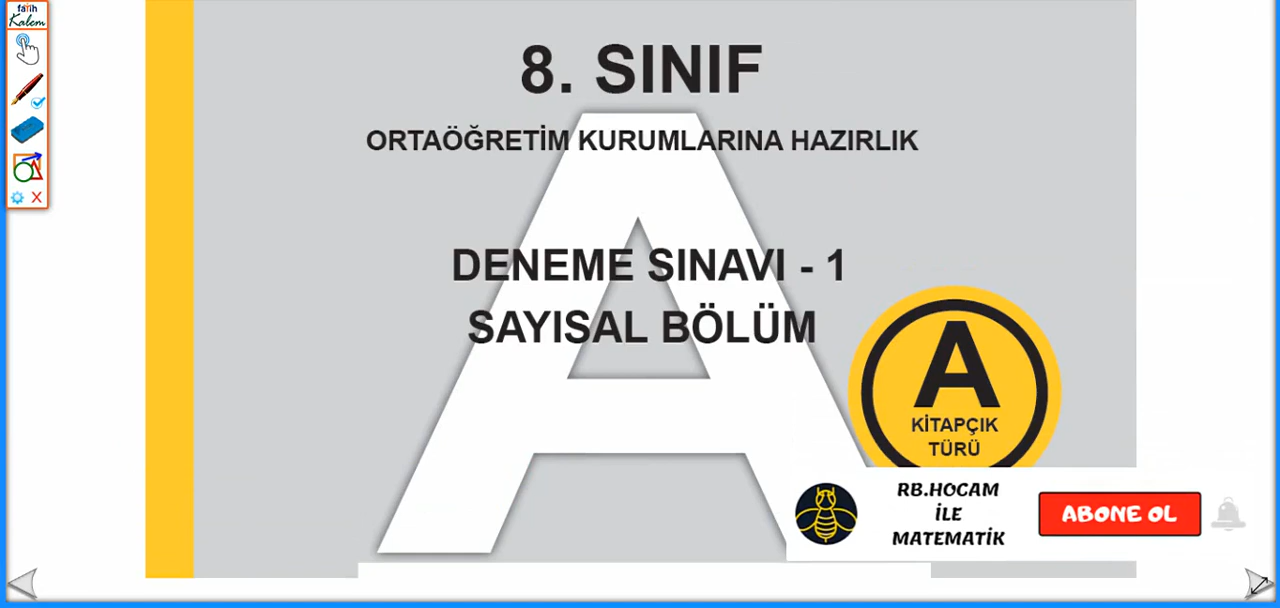 fatih
Kalem
8. SINIF
ORTAÖĞRETİM KURUMLARINA HAZIRLIK
DENEME SINAVI - 1
SAYISAL BÖLÜM
A
KİTAPÇIK
TÜRÜ
RB.HOCAM
İLE
MATEMATİK
ABONE OL